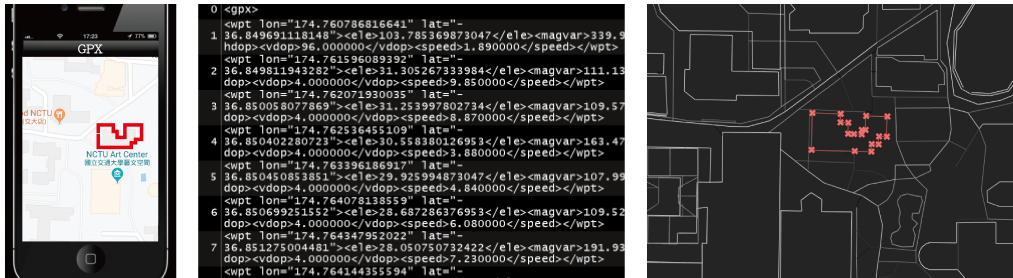 17:23
77%
GPX
NCTU
NCTU Art Center
國立交通大學藝文空間
0 <gpx>
<wpt lon="174.760786816641" lat="-
1 36.849691118148"><ele>103.785369873047</ele><magvar>339.9
hdop><vdop>96.000000</vdop><speed>1.890000</speed></wpt>
<wpt lon="174.761596089392" lat="-
2 36.849811943282"><ele>31.305267333984</ele><magvar>111.13
dop><vdop>4.000000</vdop><speed>9.850000</speed></wpt>
<wpt lon="174.762071930035" lat="-
3 36.850058077869"><ele>31.253997802734</ele><magvar>109.57
dop><vdop>4.000000</vdop><speed>8.870000</speed></wpt>
<wpt lon="174.762536455109" lat="-
4 36.850402280723"><ele>30.558380126953</ele><magvar>163.47
dop><vdop>4.000000</vdop><speed>3.880000</speed></wpt>
<wpt lon="174.763396186917" lat="-
5 36.850450853851"><ele>29.925994873047</ele><magvar>107.99
dop><vdop>4.000000</vdop><speed>4.840000</speed></wpt>
<wpt lon="174.764078138559" lat="-
6 36.850699251552"><ele>28.687286376953</ele><magvar>109.52
dop><vdop>4.000000</vdop><speed>6.080000</speed></wpt>
<wpt lon="174.764347952022" lat="-
7 36.851275004481"><ele>28.050750732422</ele><magvar>191.93
dop><vdop>4.000000</vdop><speed>7.230000</speed></wpt>
<wpt lon="174.764144355594" lat="-